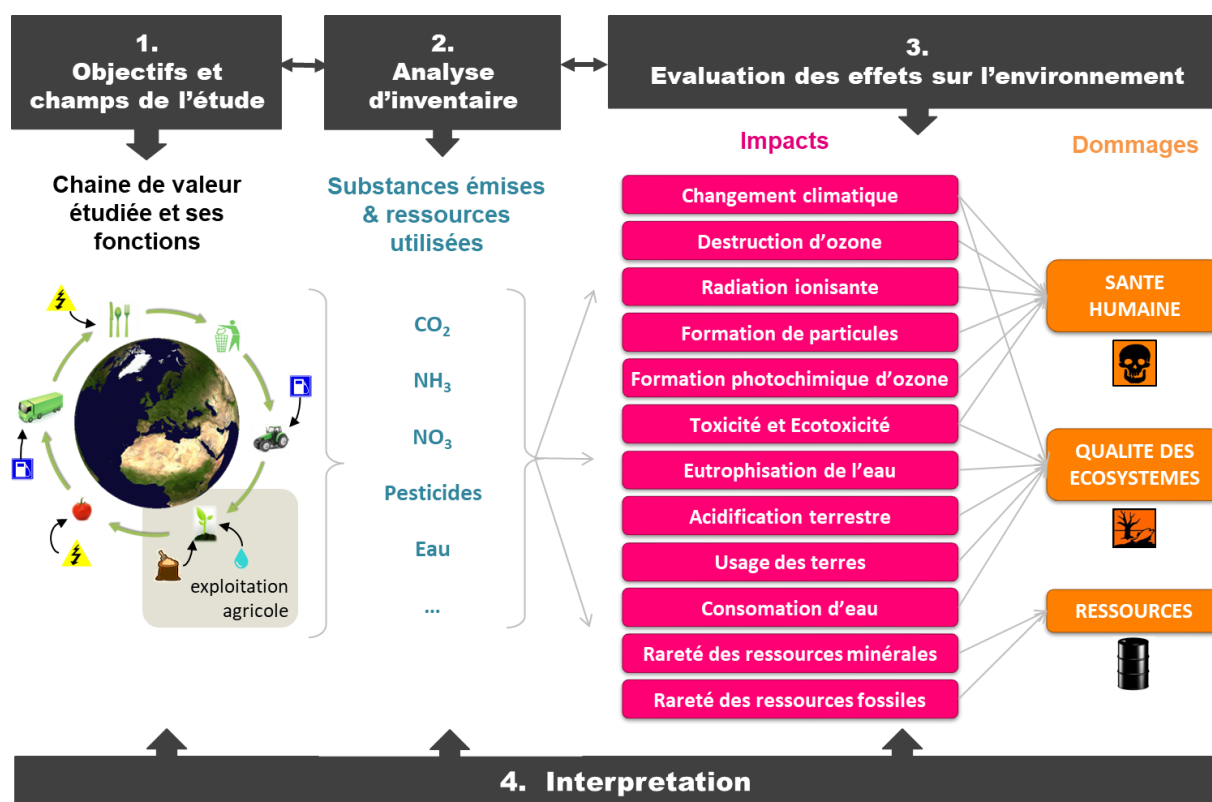 1.
Objectifs et
champs de l’étude
2.
Analyse
d’inventaire
3.
Evaluation des effets sur l’environnement
Chaine de valeur
étudiée et ses
fonctions
Substances émises
& ressources
utilisées
Impacts
Dommages
exploitation
agricole
CO₂
NH₃
NO₃
Pesticides
Eau
...
Changement climatique
Destruction d’ozone
Radiation ionisante
Formation de particules
Formation photochimique d’ozone
Toxicité et Ecotoxicité
Eutrophisation de l’eau
Acidification terrestre
Usage des terres
Consomation d’eau
Rareté des ressources minérales
Rareté des ressources fossiles
SANTE
HUMAINE
QUALITE DES
ECOSYSTEMES
RESSOURCES
4. Interpretation